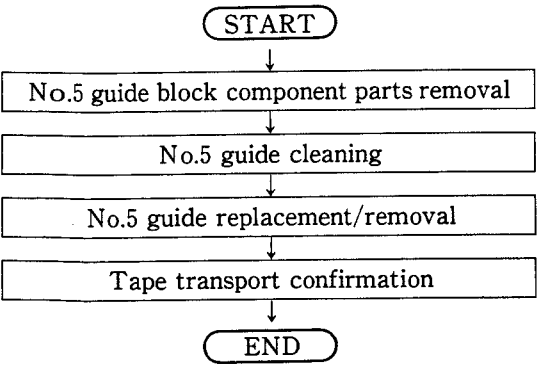 START
No.5 guide block component parts removal
No.5 guide cleaning
No.5 guide replacement/removal
Tape transport confirmation
END